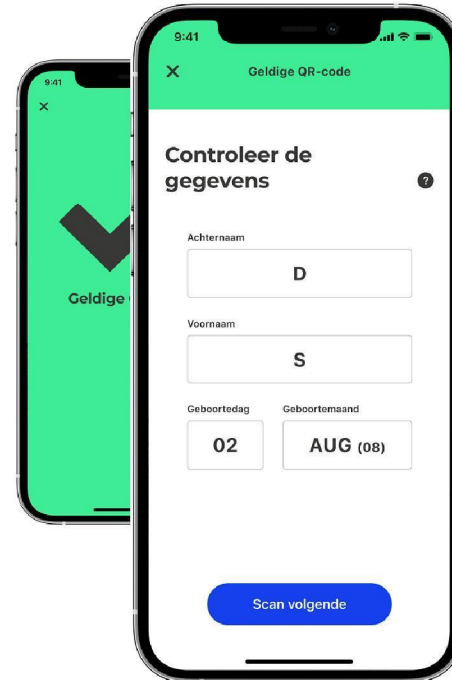 9:41
Geldige
9:41
Geldige QR-code
Controleer de
gegevens
?
Achternaam
D
Voornaam
S
Geboortedag
Geboortemaand
02
AUG (08)
Scan volgende